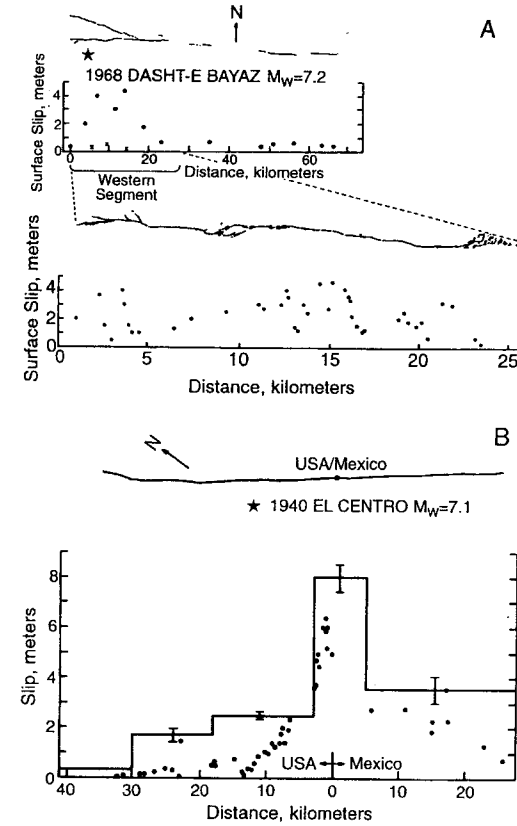 N
A
1968 DASHT-E BAYAZ Mw=7.2
Surface Slip, meters
4
2
0
0 20 40 60
Distance, kilometers
Western
Segment
Surface Slip, meters
4
2
0
0 5 10 15 20 25
Distance, kilometers
B
N
USA/Mexico
1940 EL CENTRO Mw=7.1
Slip, meters
8
6
4
2
0
USA Mexico
40 30 20 10 0 10 20
Distance, kilometers